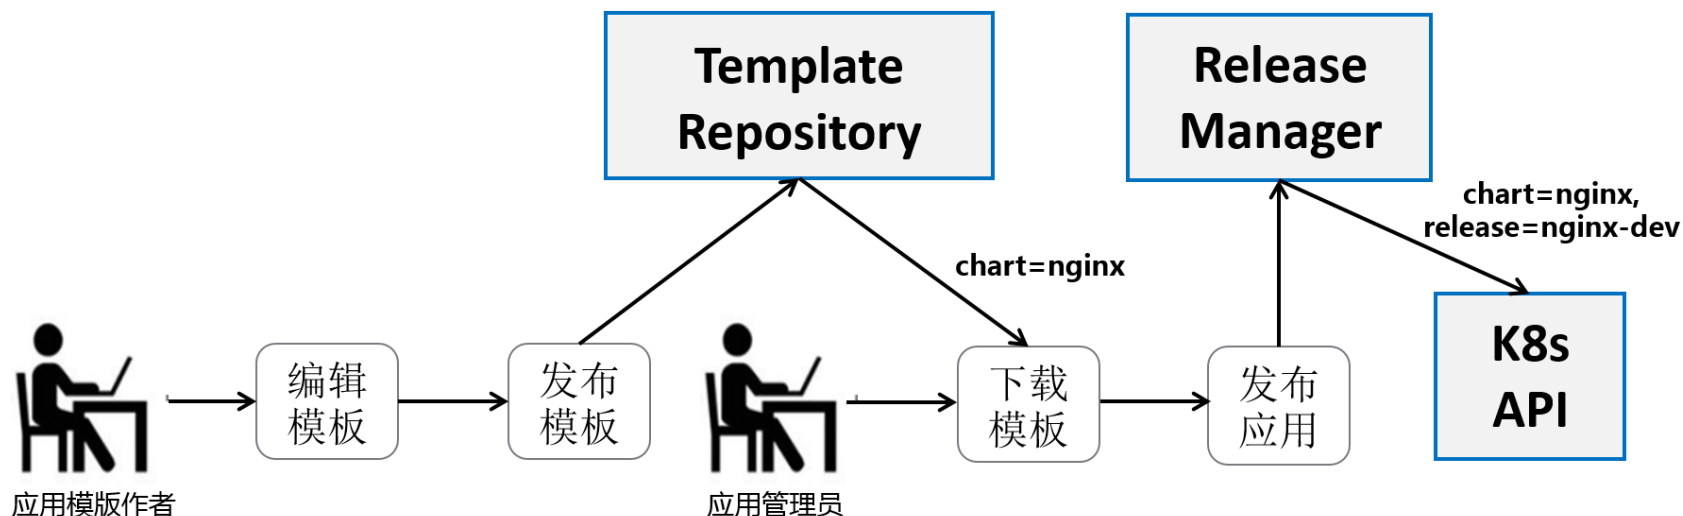 Template
Repository
Release
Manager
chart=nginx,
release=nginx-dev
chart=nginx
K8s
API
编辑
模板
发布
模板
下载
模板
发布
应用
应用模版作者
应用管理员